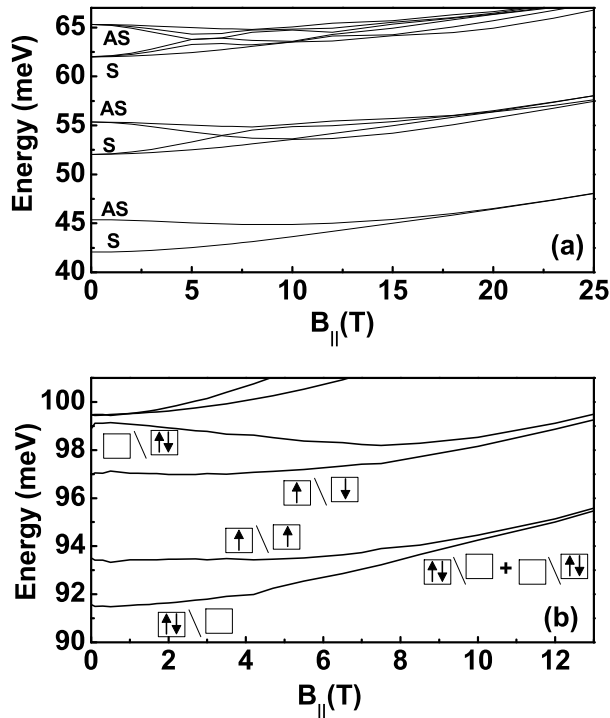 65
60
55
50
45
40
Energy (meV)
AS
S
AS
S
AS
S
(a)
0 5 10 15 20 25
B||(T)
100
98
96
94
92
90
Energy (meV)
\ ↑↓
↑ \ ↓
↑ \ ↑
↑↓ \ + \ ↑↓
↑↓ \
(b)
0 2 4 6 8 10 12
B||(T)